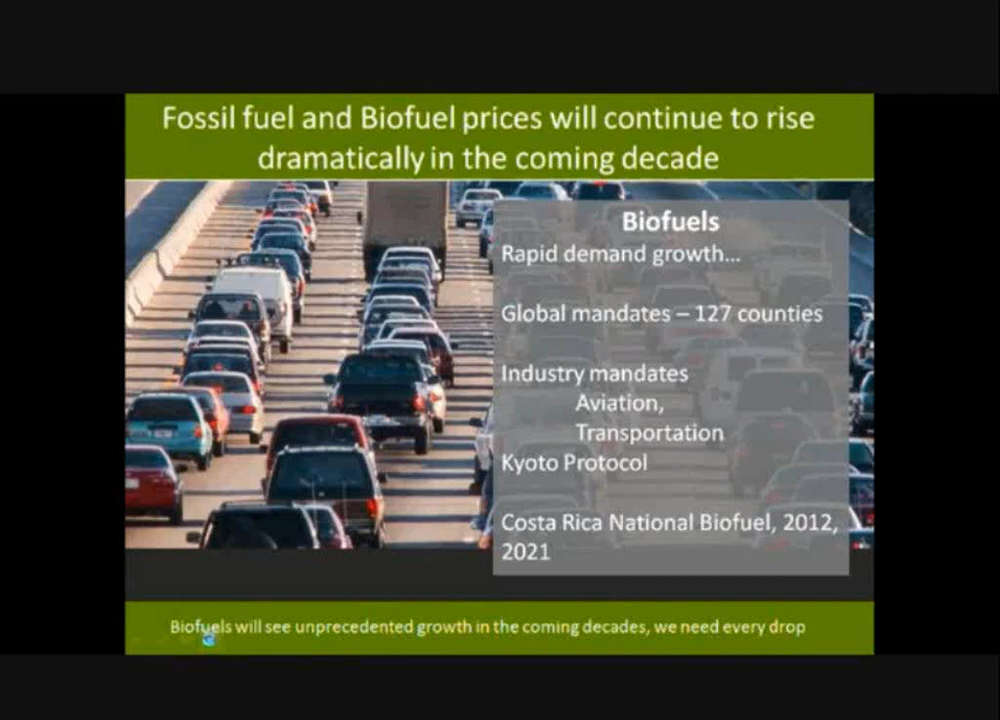 Fossil fuel and Biofuel prices will continue to rise
dramatically in the coming decade
Biofuels
Rapid demand growth...
Global mandates – 127 counties
Industry mandates
Aviation,
Transportation
Kyoto Protocol
Costa Rica National Biofuel, 2012,
2021
Biofuels will see unprecedented growth in the coming decades, we need every drop